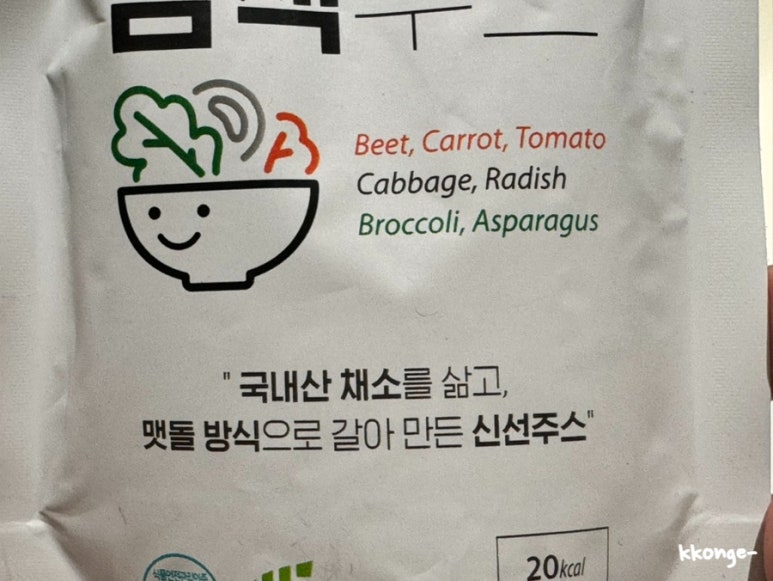 Beet, Carrot, Tomato
Cabbage, Radish
Broccoli, Asparagus
" 국내산 채소를 삶고,
맷돌 방식으로 갈아 만든 신선주스"
20kcal
kkonge-